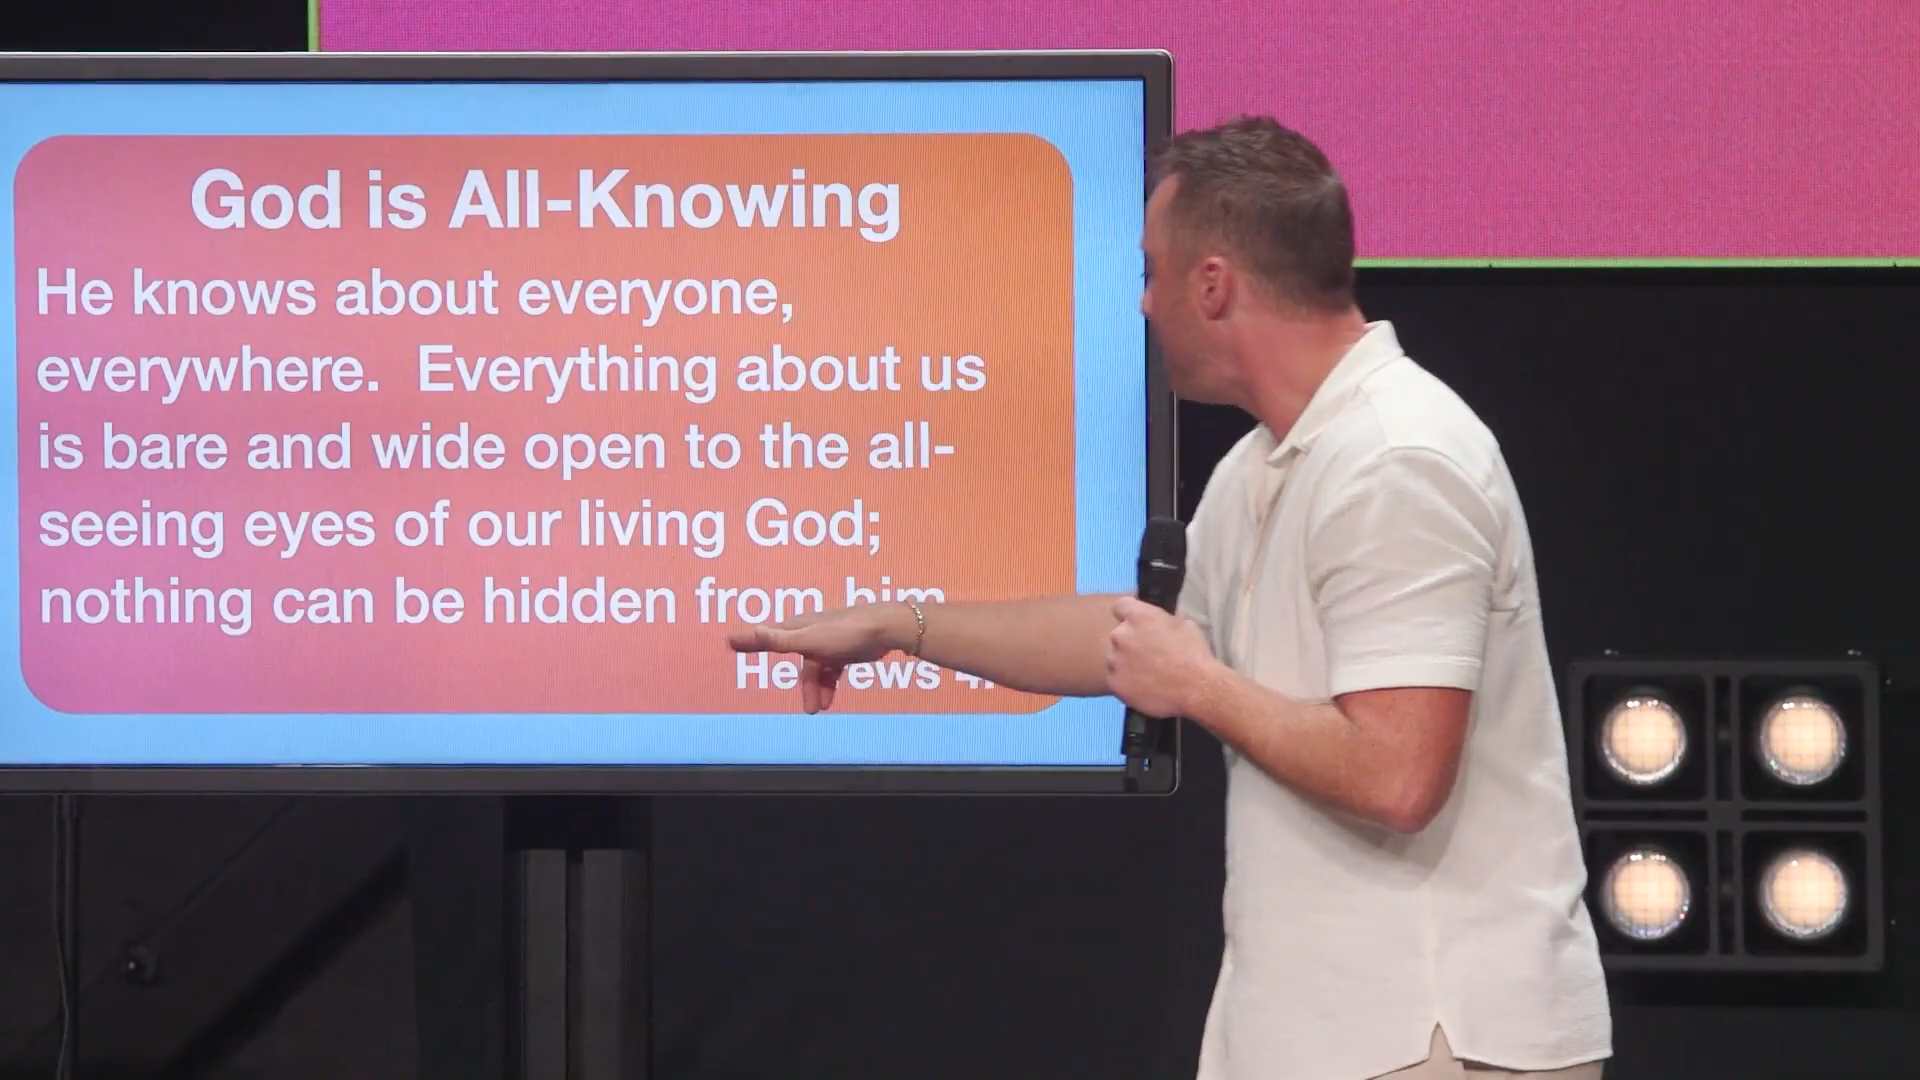 God is All-Knowing
He knows about everyone,
everywhere. Everything about us
is bare and wide open to the all-
seeing eyes of our living God;
nothing can be hidden from him